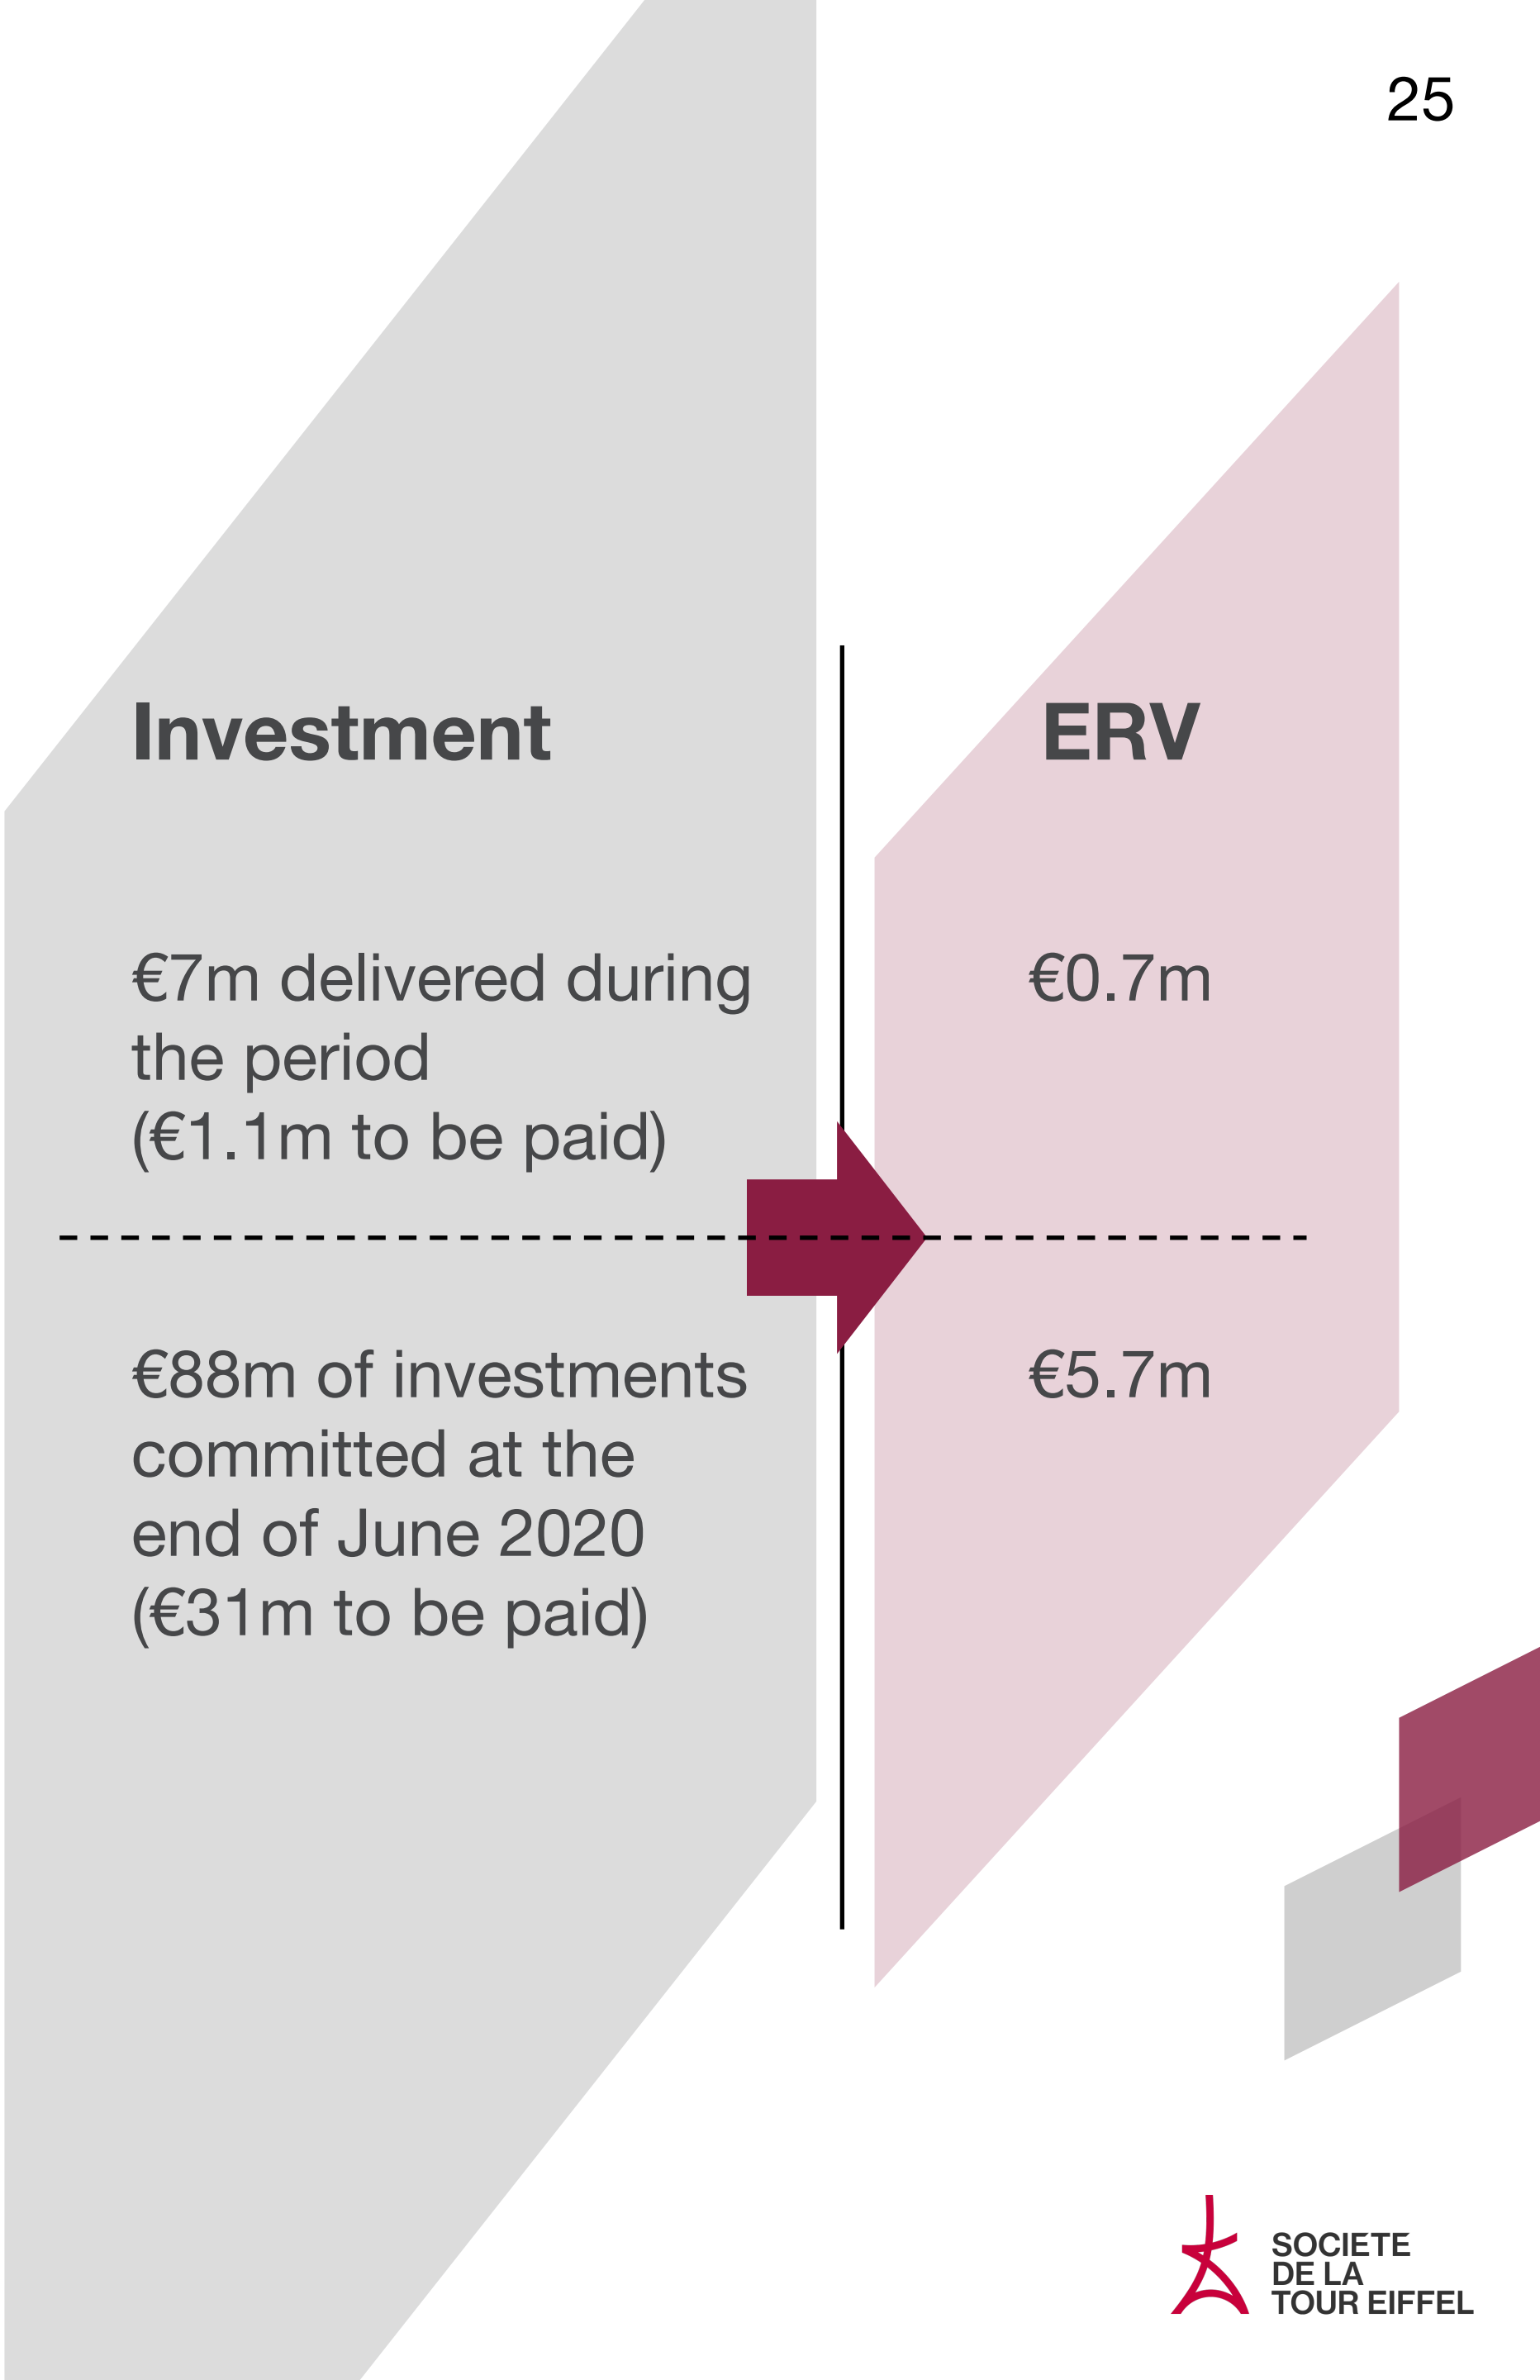 25
Investment
ERV
€7m delivered during
the period
(€1.1m to be paid)
€0.7m
€88m of investments
committed at the
end of June 2020
(€31m to be paid)
€5.7m
SOCIETE
DE LA
TOUR EIFFEL